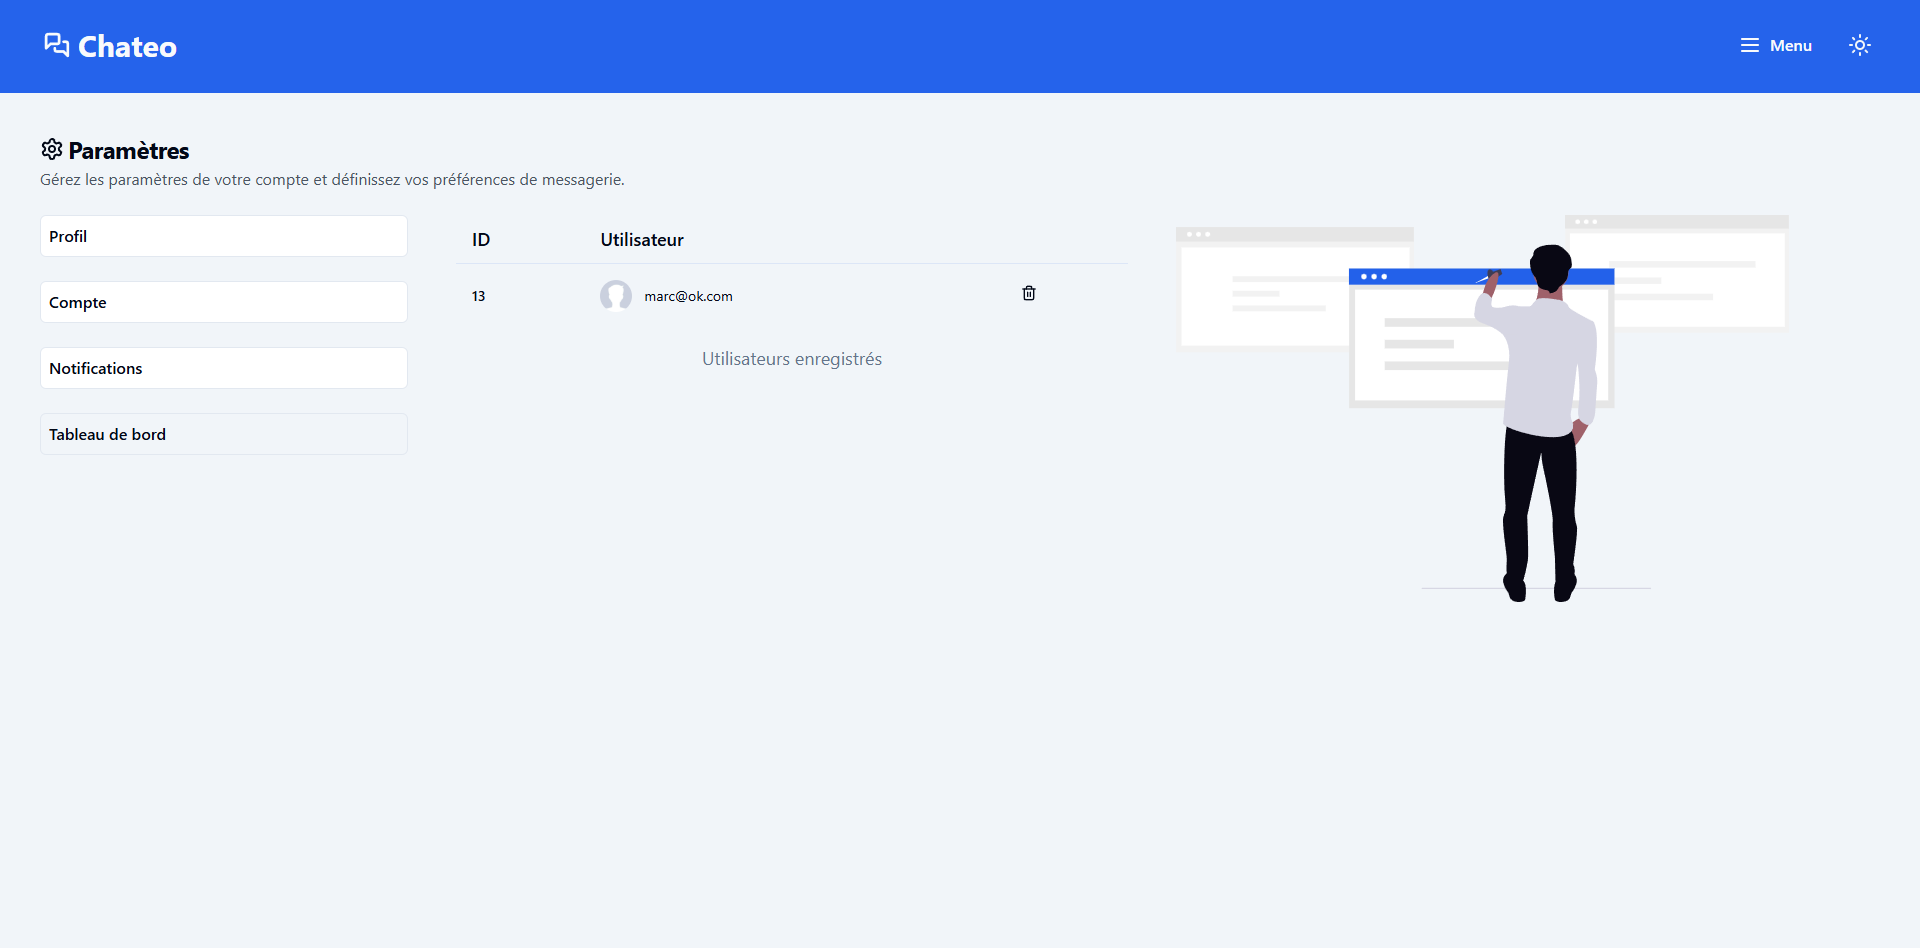 Chateo
Menu
Paramètres
Gérez les paramètres de votre compte et définissez vos préférences de messagerie.
Profil
Compte
Notifications
Tableau de bord
ID Utilisateur
13 marc@ok.com
Utilisateurs enregistrés